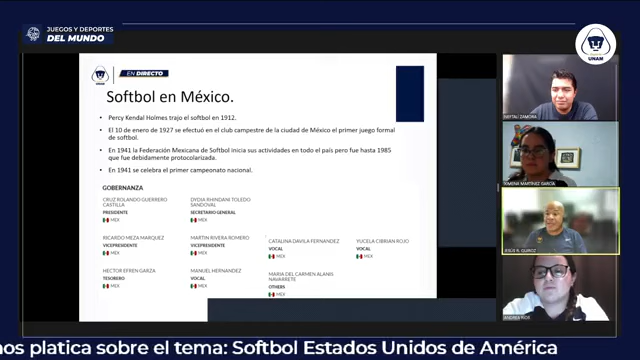 JUEGOS Y DEPORTES
DEL MUNDO
UNAM
EN DIRECTO
Softbol en México.
• Percy Kendal Holmes trajo el softbol en 1912.
• El 10 de enero de 1927 se efectuó en el club campestre de la ciudad de México el primer juego formal
de softbol.
• En 1941 la Federación Mexicana de Softbol inicia sus actividades en todo el país pero fue hasta 1985
que fue debidamente protocolarizada.
• En 1941 se celebra el primer campeonato nacional.
GOBERNANZA
CRUZ ROLANDO GUERRERO
CASTILLA
PRESIDENTE
MEX
DYDIA RHINDANI TOLEDO
SANDOVAL
SECRETARIO GENERAL
MEX
RICARDO MEZA MARQUEZ
VICEPRESIDENTE
MEX
MARTIN RIVERA ROMERO
VICEPRESIDENTE
MEX
CATALINA DAVILA FERNANDEZ
VOCAL
MEX
YUCELA CIBRIAN ROJO
VOCAL
MEX
HECTOR EFREN GARZA
TESORERO
MEX
MANUEL HERNANDEZ
VOCAL
MEX
MARIA DEL CARMEN ALANIS
NAVARRETE
OTHERS
MEX
NEFTALI ZAMORA
XIMENA MARTÍNEZ GARCÍA
JESÚS R. QUIROZ
ANDREA RÍOS
nos platica sobre el tema: Softbol Estados Unidos de América